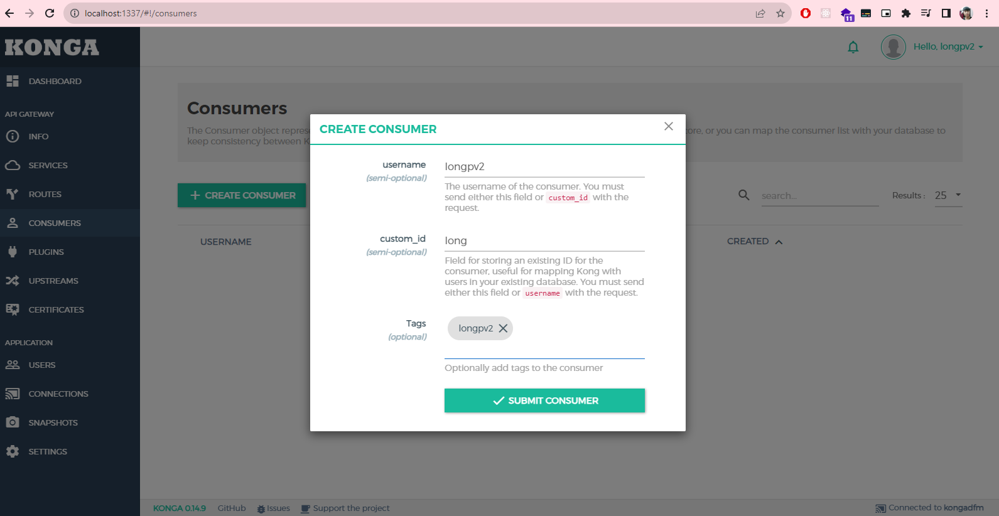 localhost:1337/#!/consumers
11
KONGA
Hello, longpv2
DASHBOARD
API GATEWAY
INFO
SERVICES
ROUTES
CONSUMERS
PLUGINS
UPSTREAMS
CERTIFICATES
APPLICATION
USERS
CONNECTIONS
SNAPSHOTS
SETTINGS
Consumers
The Consumer object repres
ore, or you can map the consumer list with your database to
keep consistency between K
CREATE CONSUMER
search...
Results :
25
USERNAME
CREATED
CREATE CONSUMER
username
(semi-optional)
longpv2
The username of the consumer. You must
send either this field or custom_id with the
request.
custom_id
(semi-optional)
long
Field for storing an existing ID for the
consumer, useful for mapping Kong with
users in your existing database. You must send
either this field or username with the request.
Tags
(optional)
longpv2
Optionally add tags to the consumer
SUBMIT CONSUMER
KONGA 0.14.9
GitHub
Issues
Support the project
Connected to kongadfm